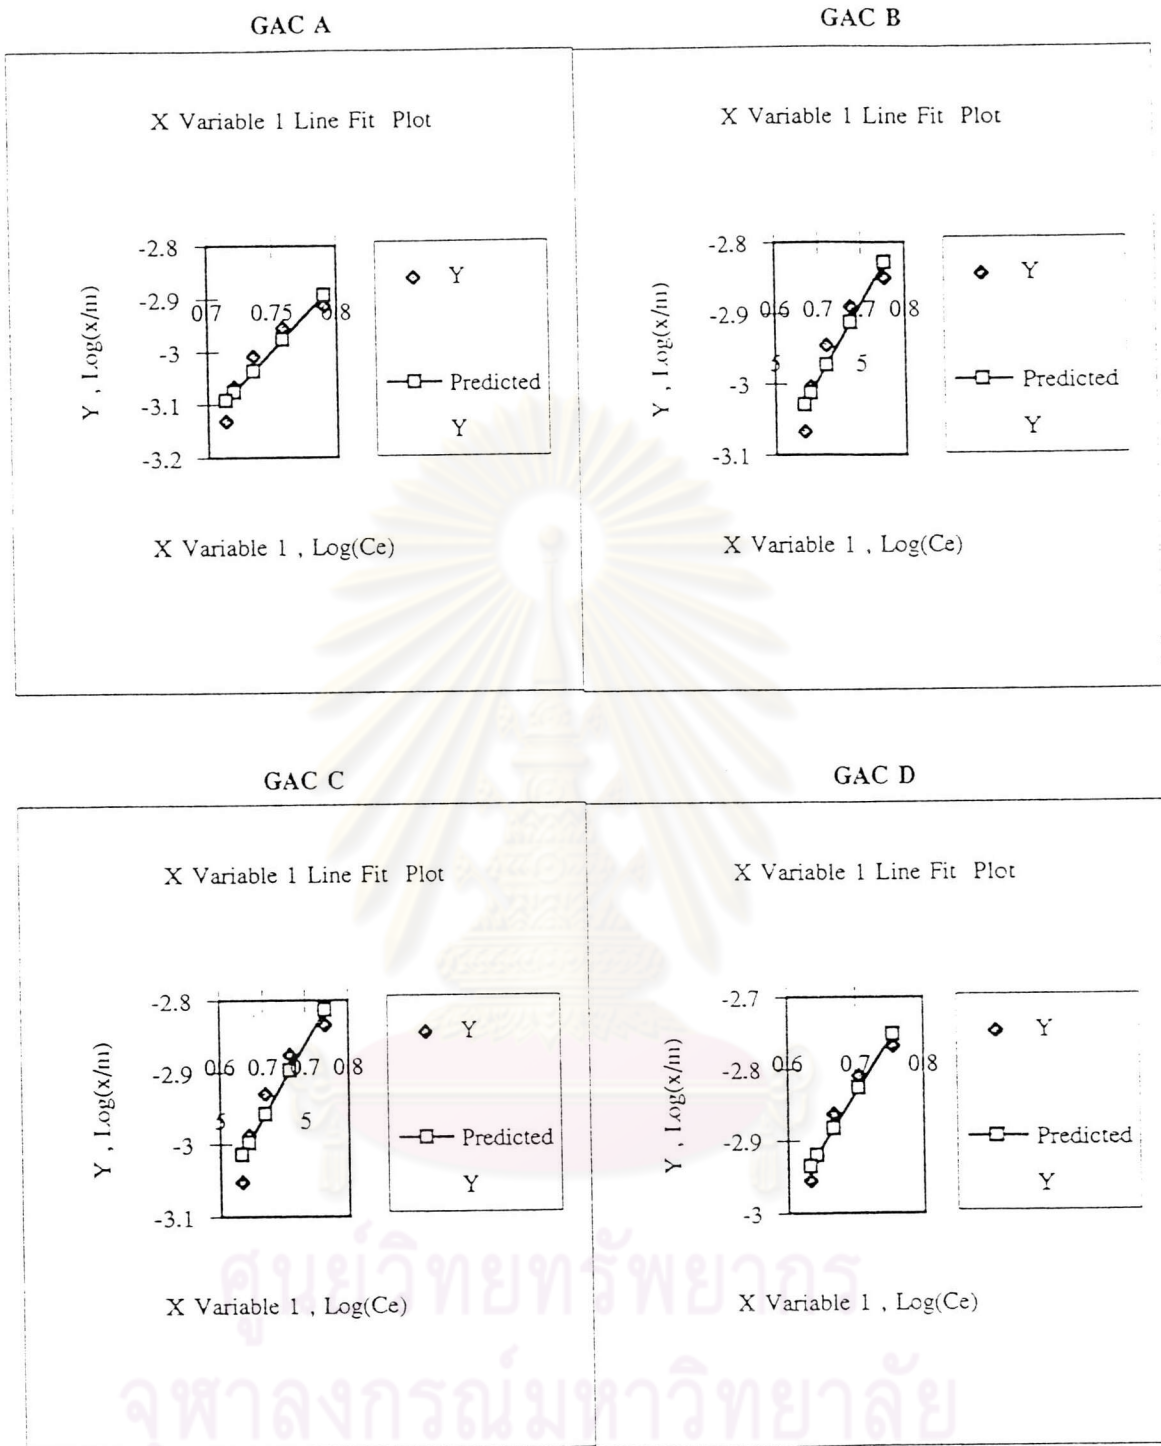 GAC A
GAC B
X Variable 1 Line Fit Plot
X Variable 1 Line Fit Plot
Y , Log(x/m)
-2.8
-2.9
-3
-3.1
-3.2
0.7
0.75
0.8
Y
Predicted
Y
X Variable 1 , Log(Ce)
Y , Log(x/m)
-2.8
-2.9
-3
-3.1
0.6
5
0.7
0.7
5
0.8
Y
Predicted
Y
X Variable 1 , Log(Ce)
GAC C
GAC D
X Variable 1 Line Fit Plot
X Variable 1 Line Fit Plot
Y , Log(x/m)
-2.8
-2.9
-3
-3.1
0.6
5
0.7
0.7
5
0.8
Y
Predicted
Y
X Variable 1 , Log(Ce)
Y , Log(x/m)
-2.7
-2.8
-2.9
-3
0.6
0.7
0.8
Y
Predicted
Y
X Variable 1 , Log(Ce)
ศูนย์วิทยทรัพยากร
จุฬาลงกรณ์มหาวิทยาลัย